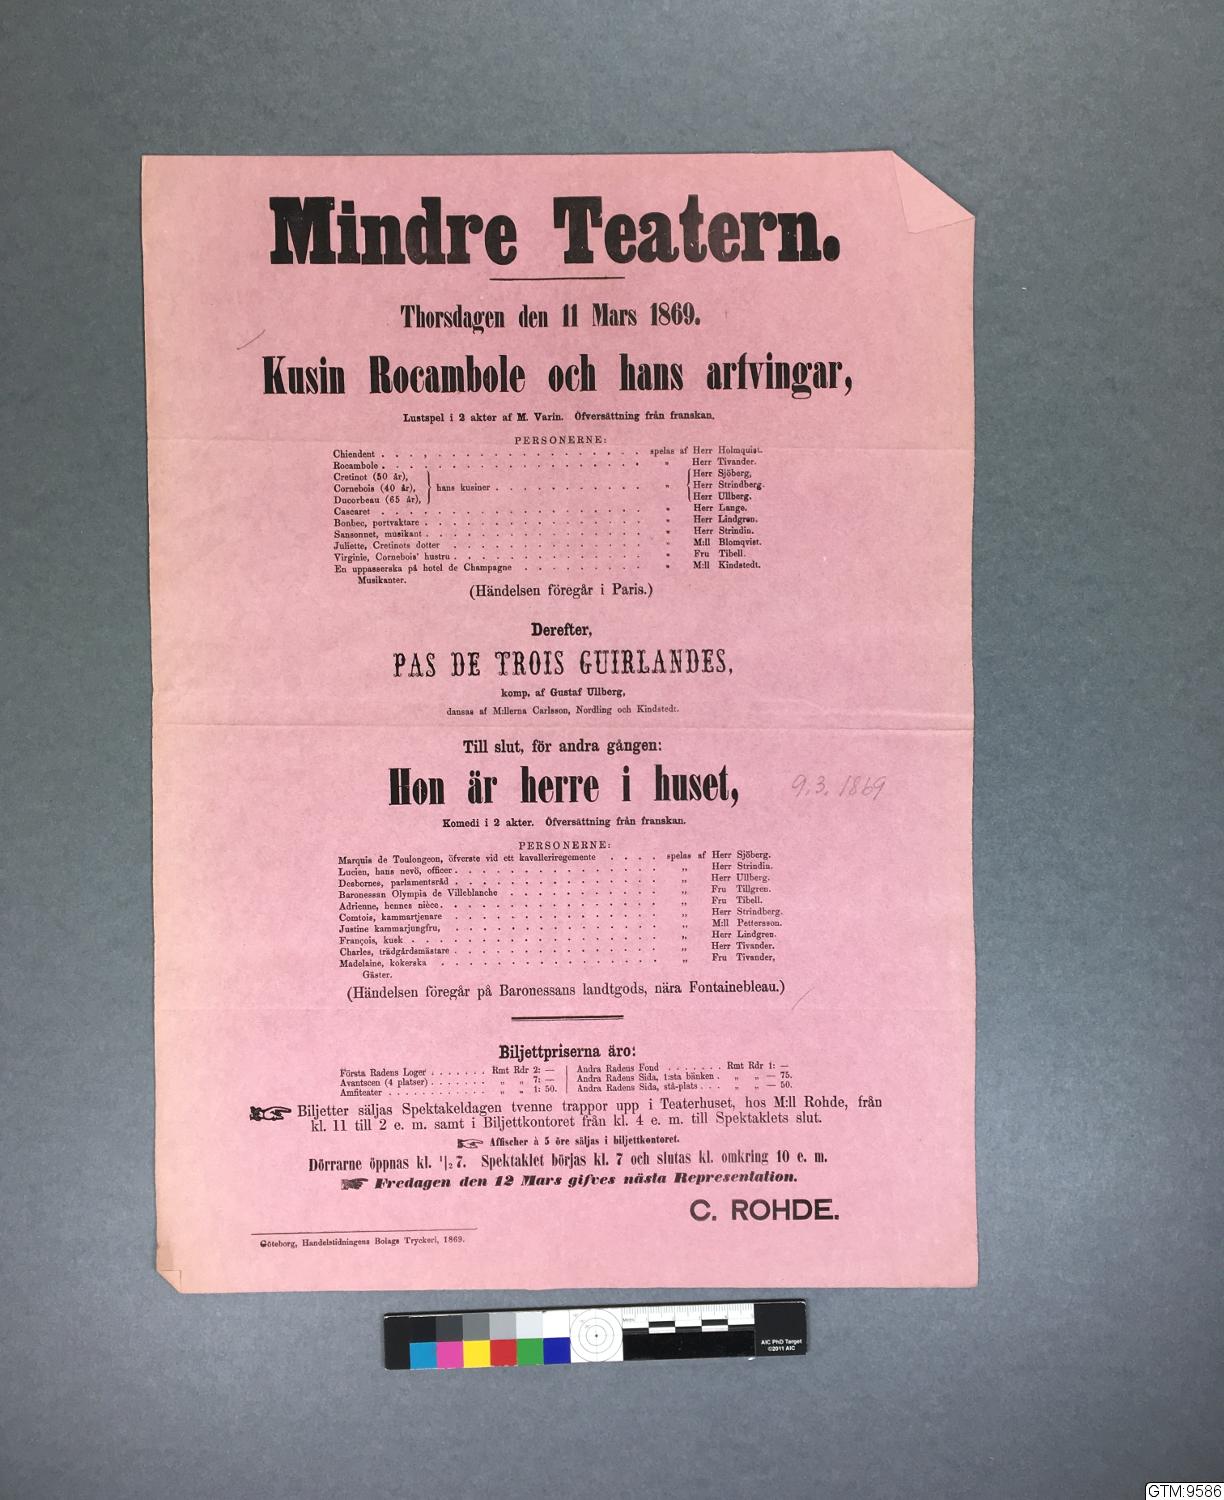 Mindre Teatern.
Thorsdagen den 11 Mars 1869.
Kusin Rocambole och hans arfvingar,
Lustspel i 2 akter af M. Varin. Öfversättning från franskan.
PERSONERNE:
Chiendent . . . . . . . . . . . . . . . . . . spelas af Herr Holmquist.
Rocambole . . . . . . . . . . . . . . . . . . „ Herr Tivander.
Cretinot (50 år), Herr Sjöberg,
Cornebois (40 år), } hans kusiner . . . . . . . . . . „ { Herr Strindberg.
Ducorbeau (65 år), Herr Ullberg.
Cascaret . . . . . . . . . . . . . . . . . . „ Herr Lange.
Bonbec, portvaktare . . . . . . . . . . . . . . . „ Herr Lindgren.
Sansonnet, musikant . . . . . . . . . . . . . . . „ Herr Strindin.
Juliette, Cretinots dotter . . . . . . . . . . . . . „ M:ll Blomqvist.
Virginie, Cornebois' hustru . . . . . . . . . . . . . „ Fru Tibell.
En uppasserska på hotel de Champagne . . . . . . . . . „ M:ll Kindstedt.
Musikanter.
(Händelsen föregår i Paris.)
Derefter,
PAS DE TROIS GUIRLANDES,
komp. af Gustaf Ullberg,
dansas af M:llerna Carlsson, Nordling och Kindstedt.
Till slut, för andra gången:
Hon är herre i huset,
9.3.1869
Komedi i 2 akter. Öfversättning från franskan.
PERSONERNE:
Marquis de Toulongeon, öfverste vid ett kavalleriregemente . . . . spelas af Herr Sjöberg.
Lucien, hans nevö, officer . . . . . . . . . . . . . „ Herr Strindin.
Desbornes, parlamentsråd . . . . . . . . . . . . . „ Herr Ullberg.
Baronessan Olympia de Villeblanche . . . . . . . . . . „ Fru Tillgren.
Adrienne, hennes nièce . . . . . . . . . . . . . . „ Fru Tibell.
Comtois, kammartjenare . . . . . . . . . . . . . „ Herr Strindberg.
Justine kammarjungfru, . . . . . . . . . . . . . „ M:ll Pettersson.
François, kusk . . . . . . . . . . . . . . . . „ Herr Lindgren.
Charles, trädgårdsmästare . . . . . . . . . . . . . „ Herr Tivander.
Madelaine, kokerska . . . . . . . . . . . . . . „ Fru Tivander,
Gäster.
(Händelsen föregår på Baronessans landtgods, nära Fontainebleau.)
Biljettpriserna äro:
Första Radens Loger . . . . . . . Rmt Rdr 2: —
Avantscen (4 platser) . . . . . . . „ „ 7: —
Amfiteater . . . . . . . . . . „ „ 1: 50.
Andra Radens Fond . . . . . . . Rmt Rdr 1: —
Andra Radens Sida, 1:sta bänken . „ „ — 75.
Andra Radens Sida, stå-plats . . . „ „ — 50.
Biljetter säljas Spektakeldagen tvenne trappor upp i Teaterhuset, hos M:ll Rohde, från
kl. 11 till 2 e. m. samt i Biljettkontoret från kl. 4 e. m. till Spektaklets slut.
Affischer à 5 öre säljas i biljettkontoret.
Dörrarne öppnas kl. 1/2 7. Spektaklet börjas kl. 7 och slutas kl. omkring 10 e. m.
Fredagen den 12 Mars gifves nästa Representation.
C. ROHDE.
Göteborg, Handelstidningens Bolags Tryckeri, 1869.
AIC PhD Target
©2011 AIC
GTM:9586